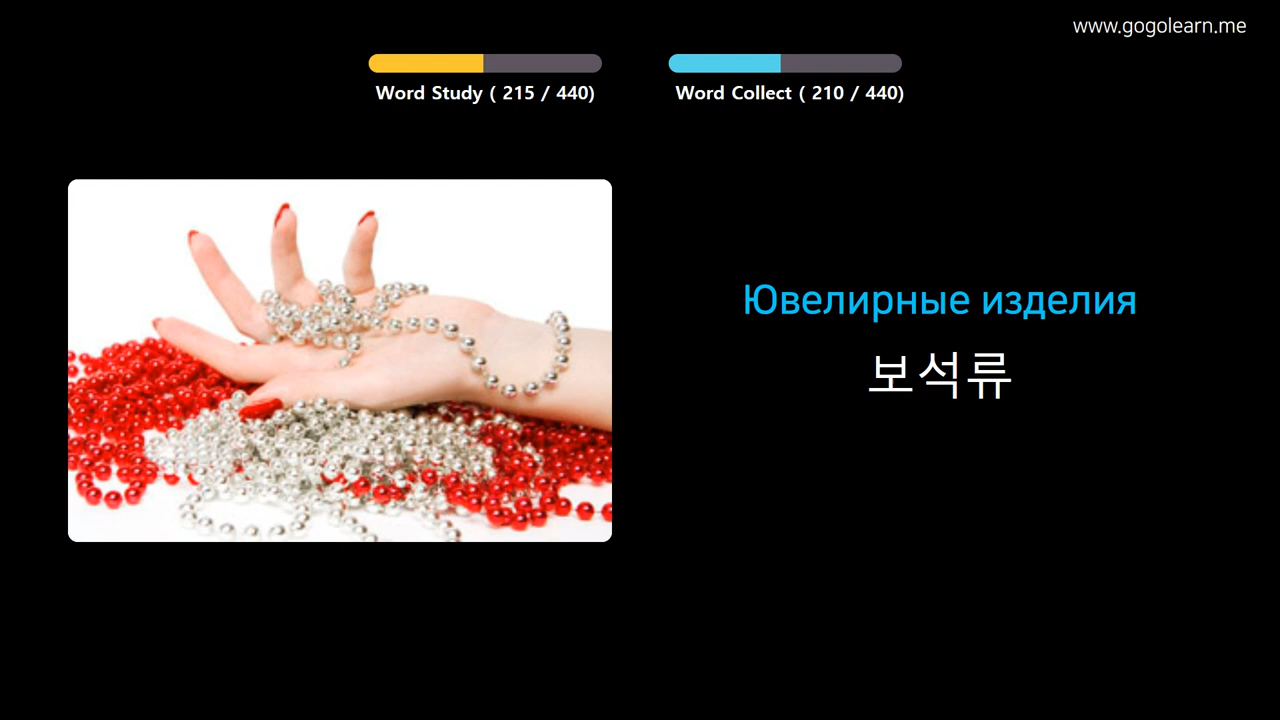 www.gogolearn.me
Word Study ( 215 / 440)
Word Collect ( 210 / 440)
Ювелирные изделия
보석류